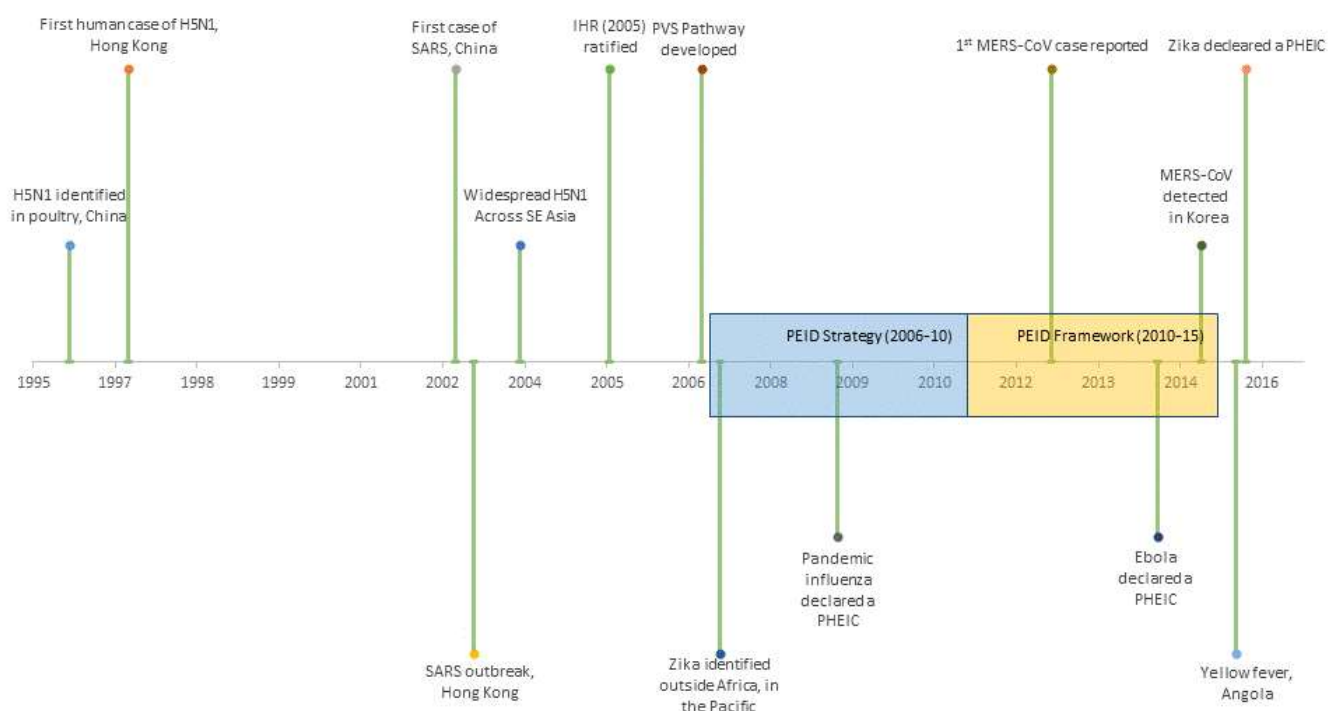 First human case of H5N1,
Hong Kong
First case of
SARS, China
IHR (2005)
ratified
PVS Pathway
developed
1st MERS-CoV case reported
Zika decleared a PHEIC
H5N1 identified
in poultry, China
Widespread H5N1
Across SE Asia
MERS-CoV
detected
in Korea
PEID Strategy (2006-10)
PEID Framework (2010-15)
1995
1997
1998
1999
2001
2002
2004
2005
2006
2008
2009
2010
2012
2013
2014
2016
Pandemic
influenza
declared a
PHEIC
Ebola
declared a
PHEIC
SARS outbreak,
Hong Kong
Zika identified
outside Africa, in
the Pacific
Yellow fever,
Angola